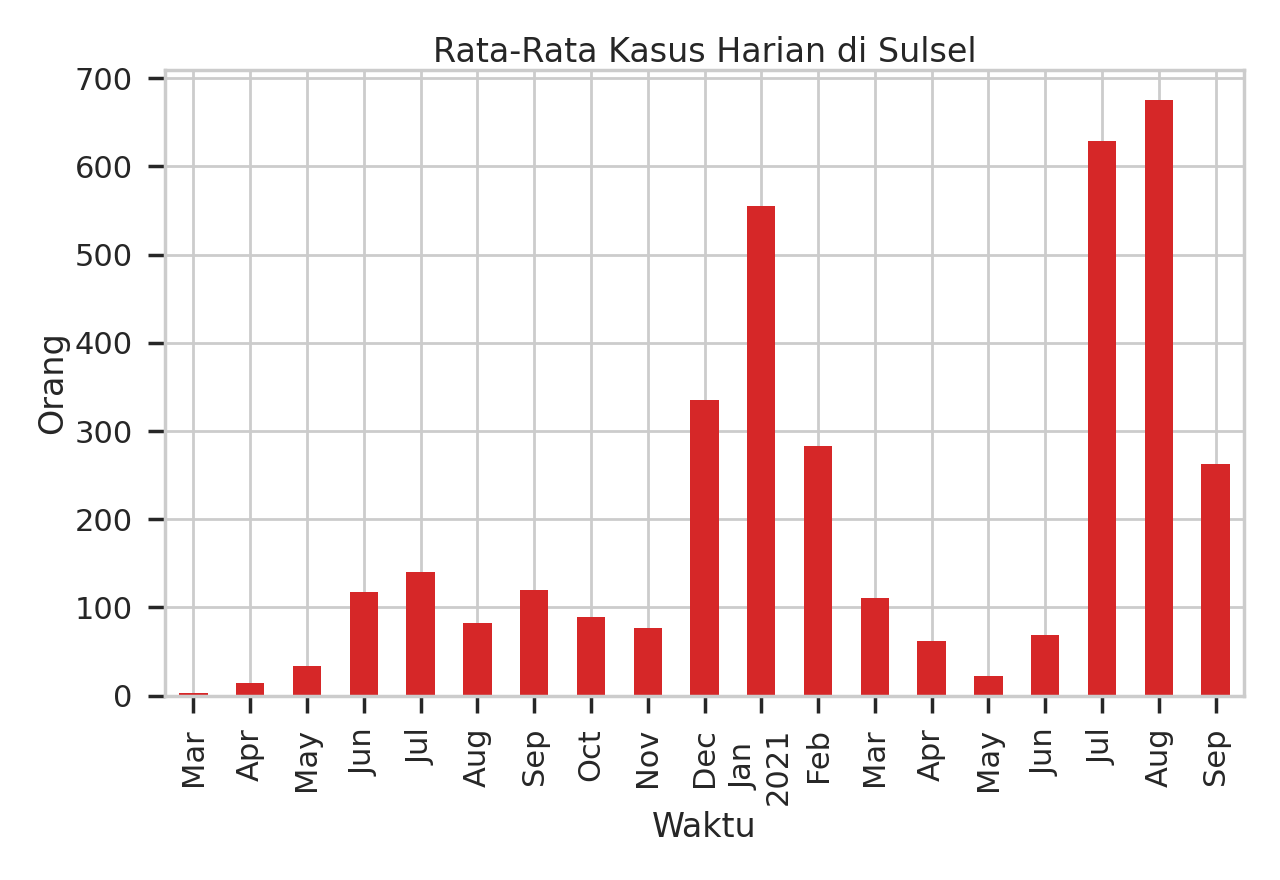 Rata-Rata Kasus Harian di Sulsel
700
600
500
400
300
200
100
0
Orang
Mar
Apr
May
Jun
Jul
Aug
Sep
Oct
Nov
Dec
Jan
2021
Feb
Mar
Apr
May
Jun
Jul
Aug
Sep
Waktu